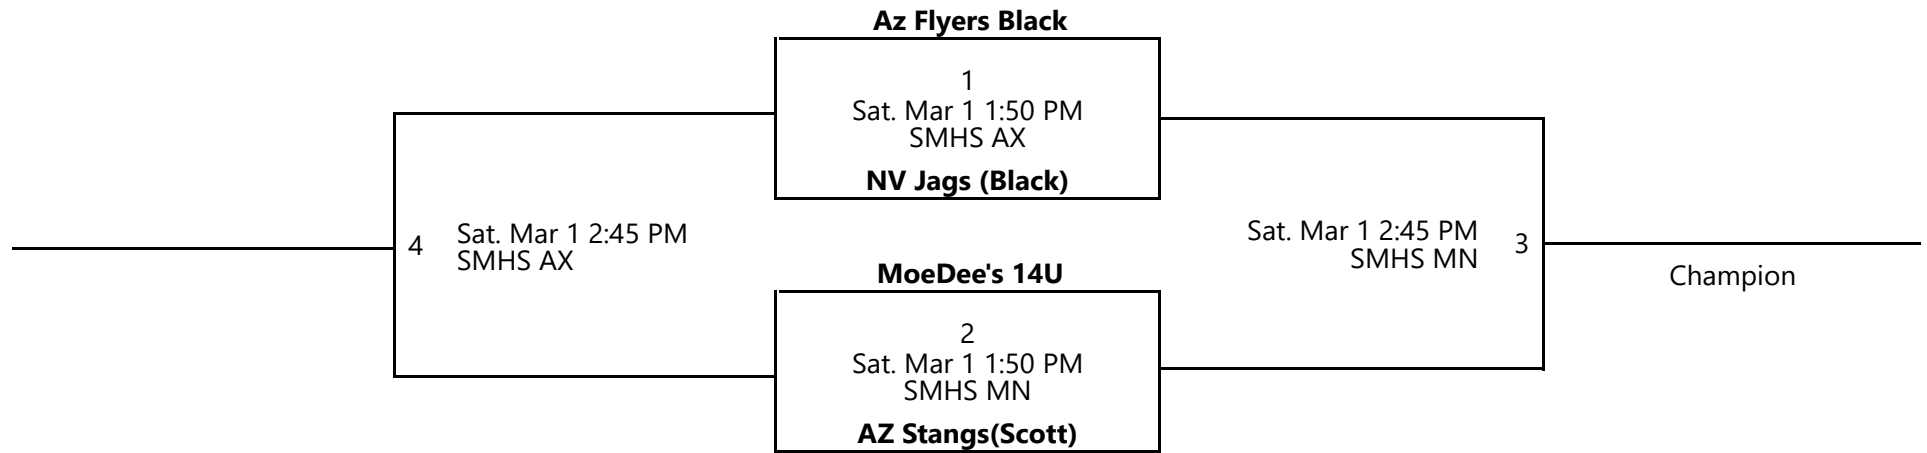 Az Flyers Black
1
Sat. Mar 1 1:50 PM
SMHS AX
NV Jags (Black)
4
Sat. Mar 1 2:45 PM
SMHS AX
Sat. Mar 1 2:45 PM
SMHS MN
3
Champion
MoeDee's 14U
2
Sat. Mar 1 1:50 PM
SMHS MN
AZ Stangs(Scott)